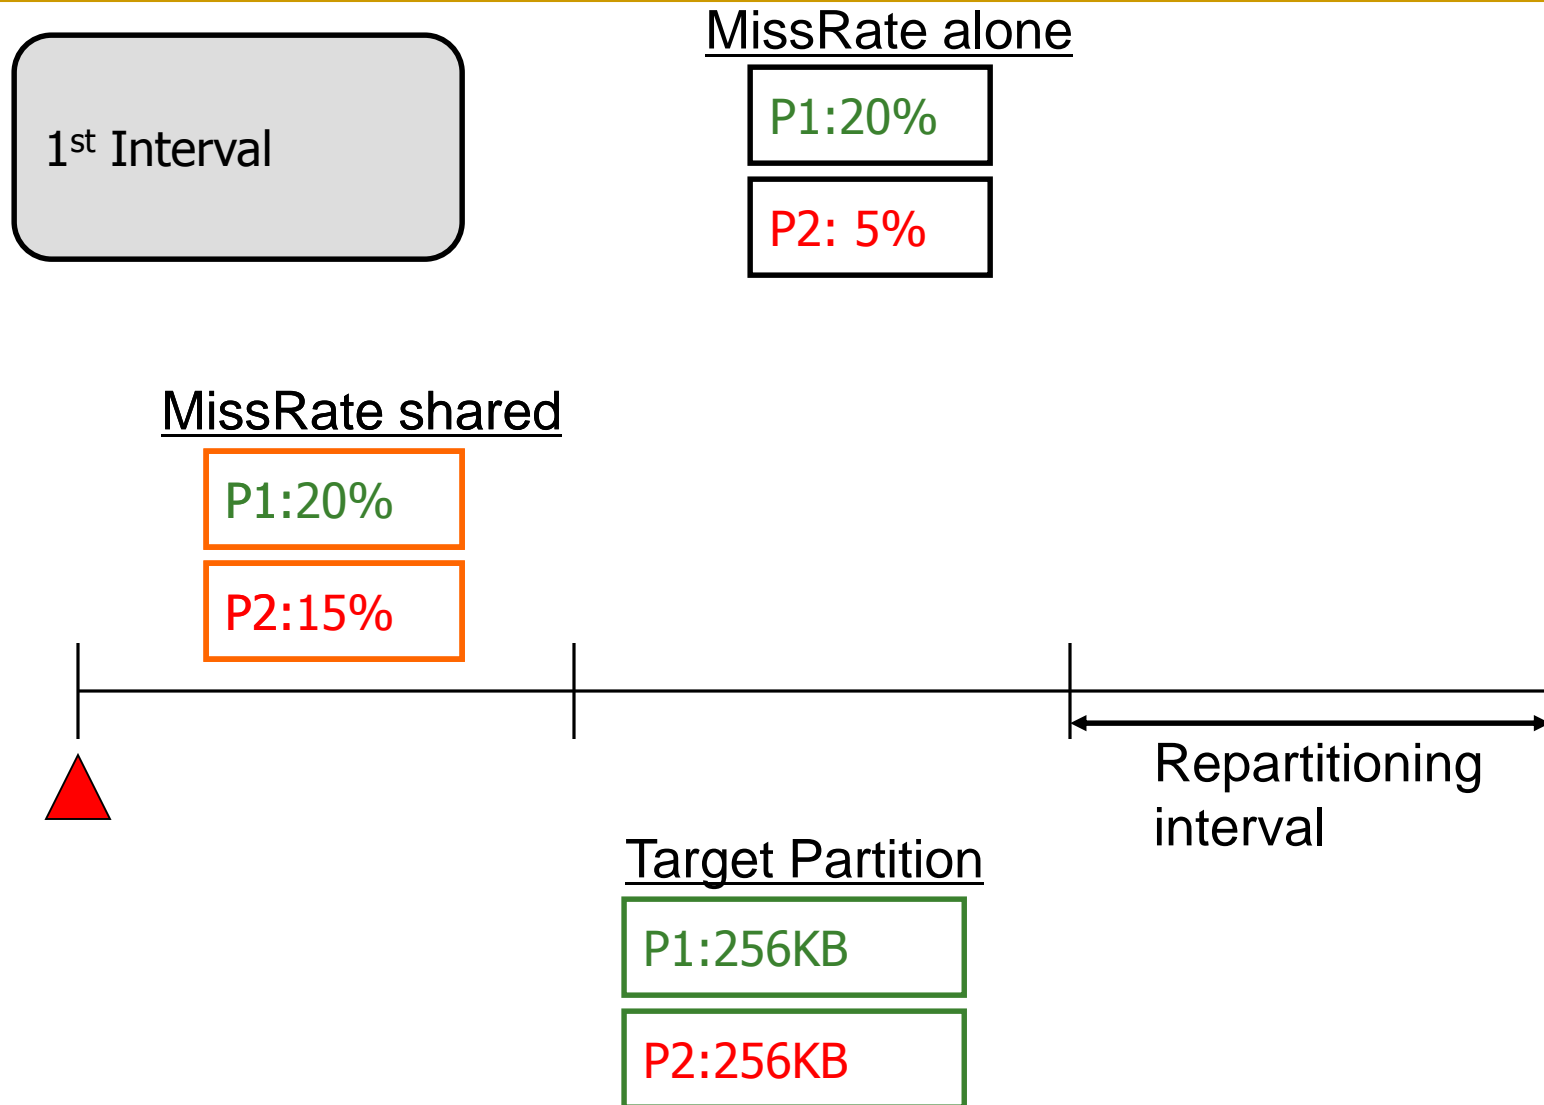 MissRate alone
1st Interval
P1:20%
P2: 5%
MissRate shared
P1:20%
P2:15%
Repartitioning
interval
Target Partition
P1:256KB
P2:256KB